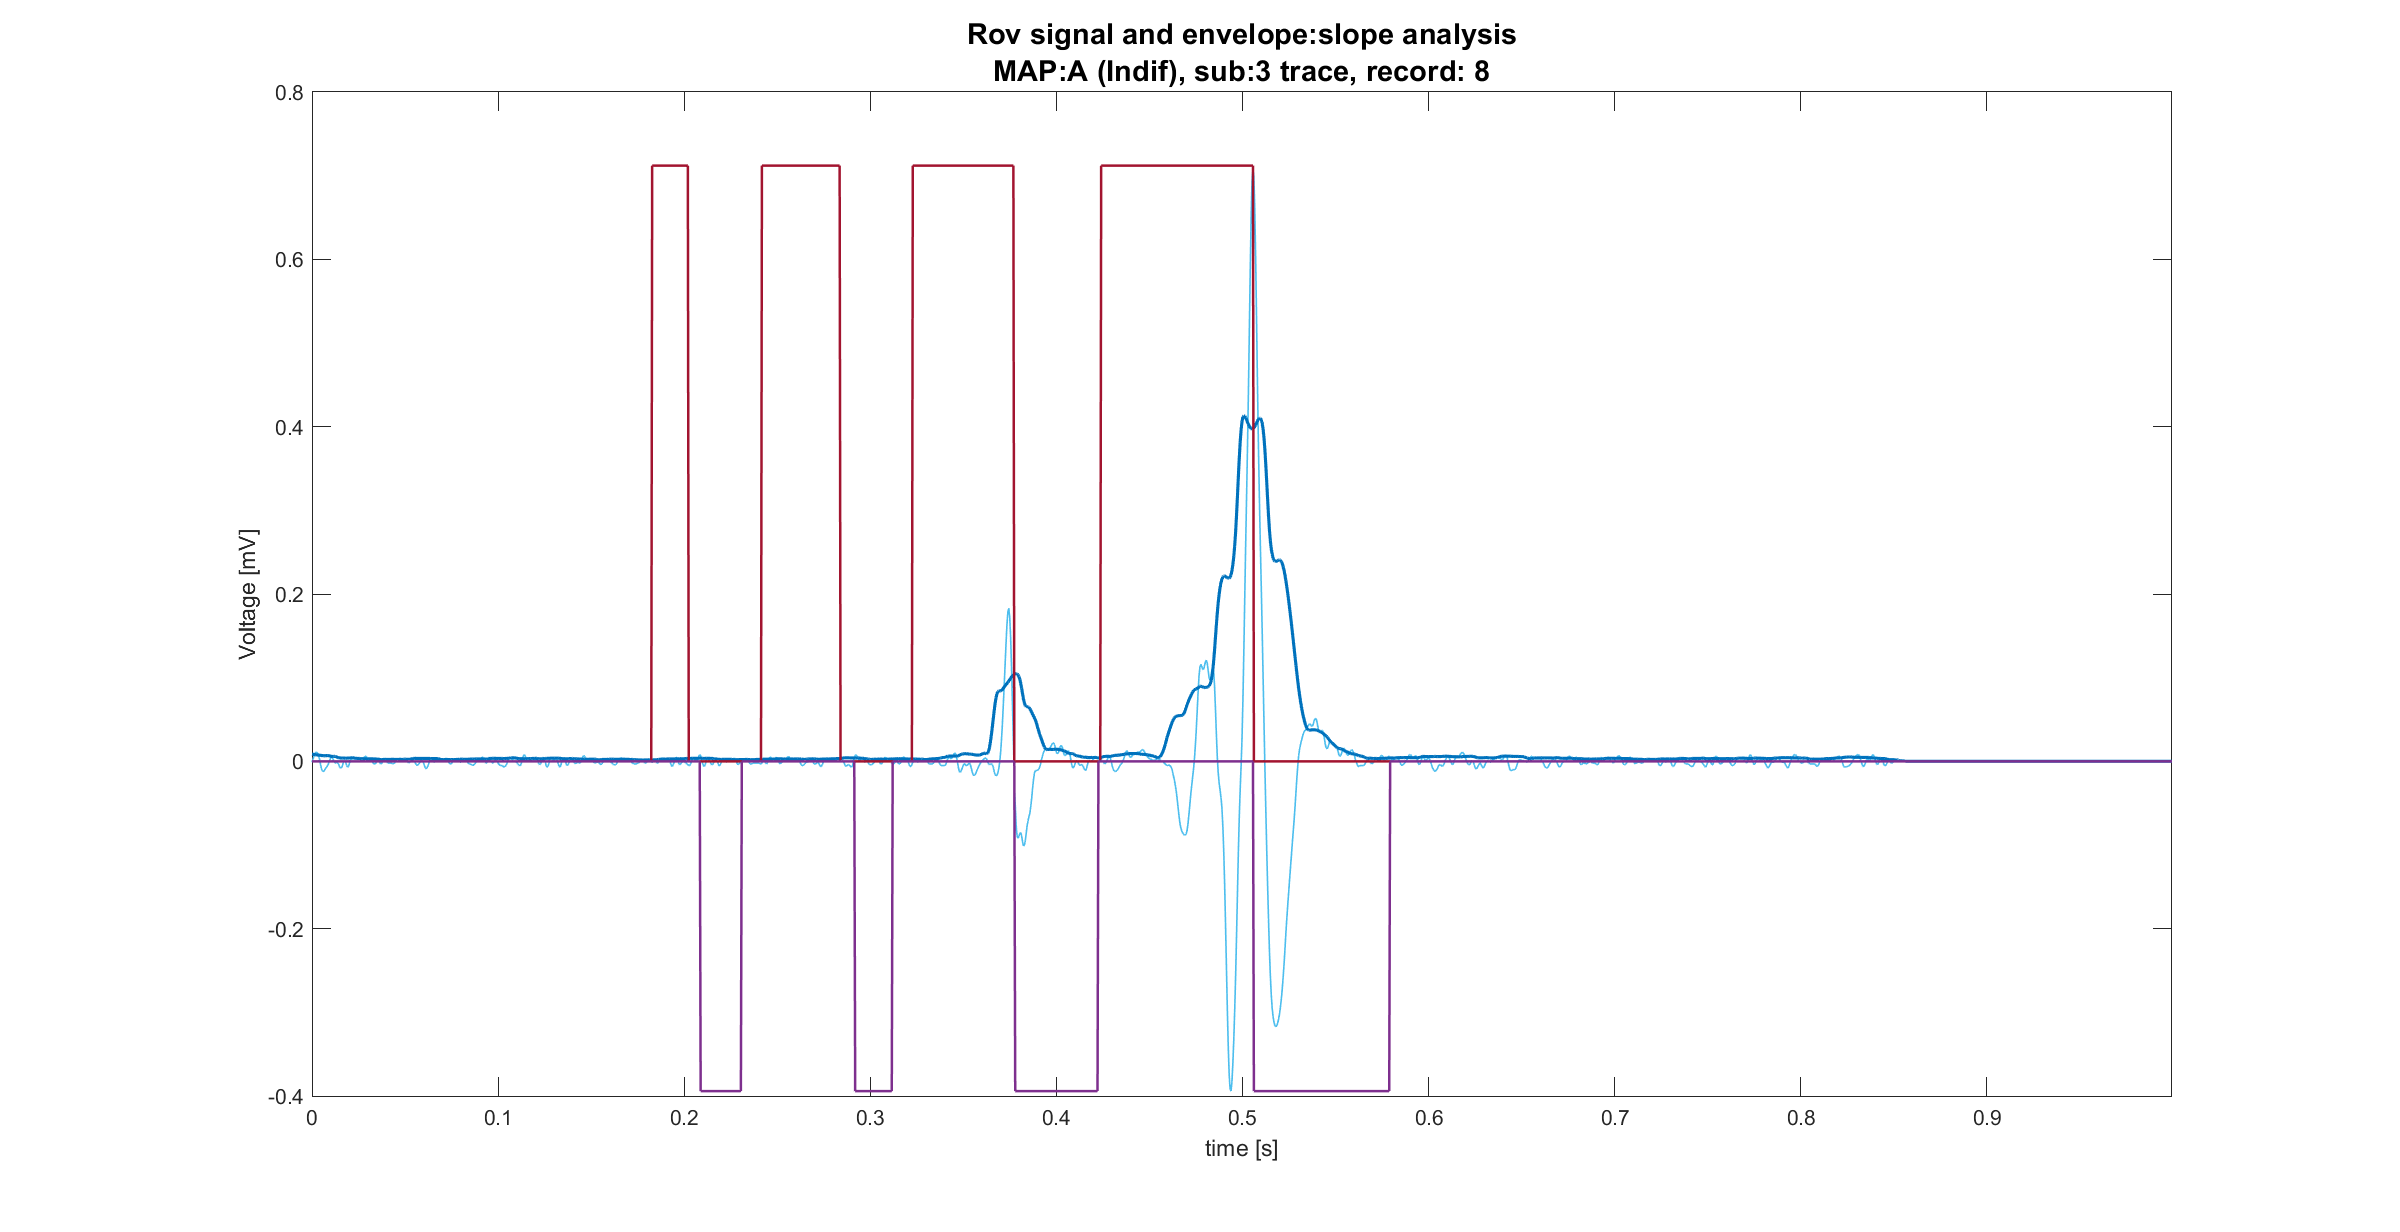 Rov signal and envelope:slope analysis
MAP:A (Indif), sub:3 trace, record: 8
0.8
0.6
0.4
0.2
0
-0.2
-0.4
Voltage [mV]
0 0.1 0.2 0.3 0.4 0.5 0.6 0.7 0.8 0.9
time [s]